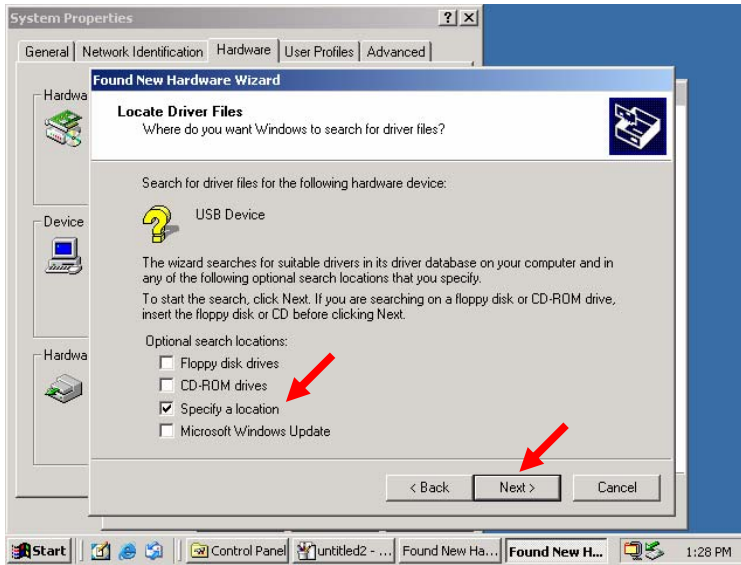 System Properties
General Network Identification Hardware User Profiles Advanced
Hardwa
Found New Hardware Wizard
Locate Driver Files
Where do you want Windows to search for driver files?
Search for driver files for the following hardware device:
USB Device
Device
The wizard searches for suitable drivers in its driver database on your computer and in
any of the following optional search locations that you specify.
To start the search, click Next. If you are searching on a floppy disk or CD-ROM drive,
insert the floppy disk or CD before clicking Next.
Optional search locations:
Hardwa
Floppy disk drives
CD-ROM drives
Specify a location
Microsoft Windows Update
< Back Next > Cancel
Start Control Panel untitled2 - ... Found New Ha... Found New H... 1:28 PM